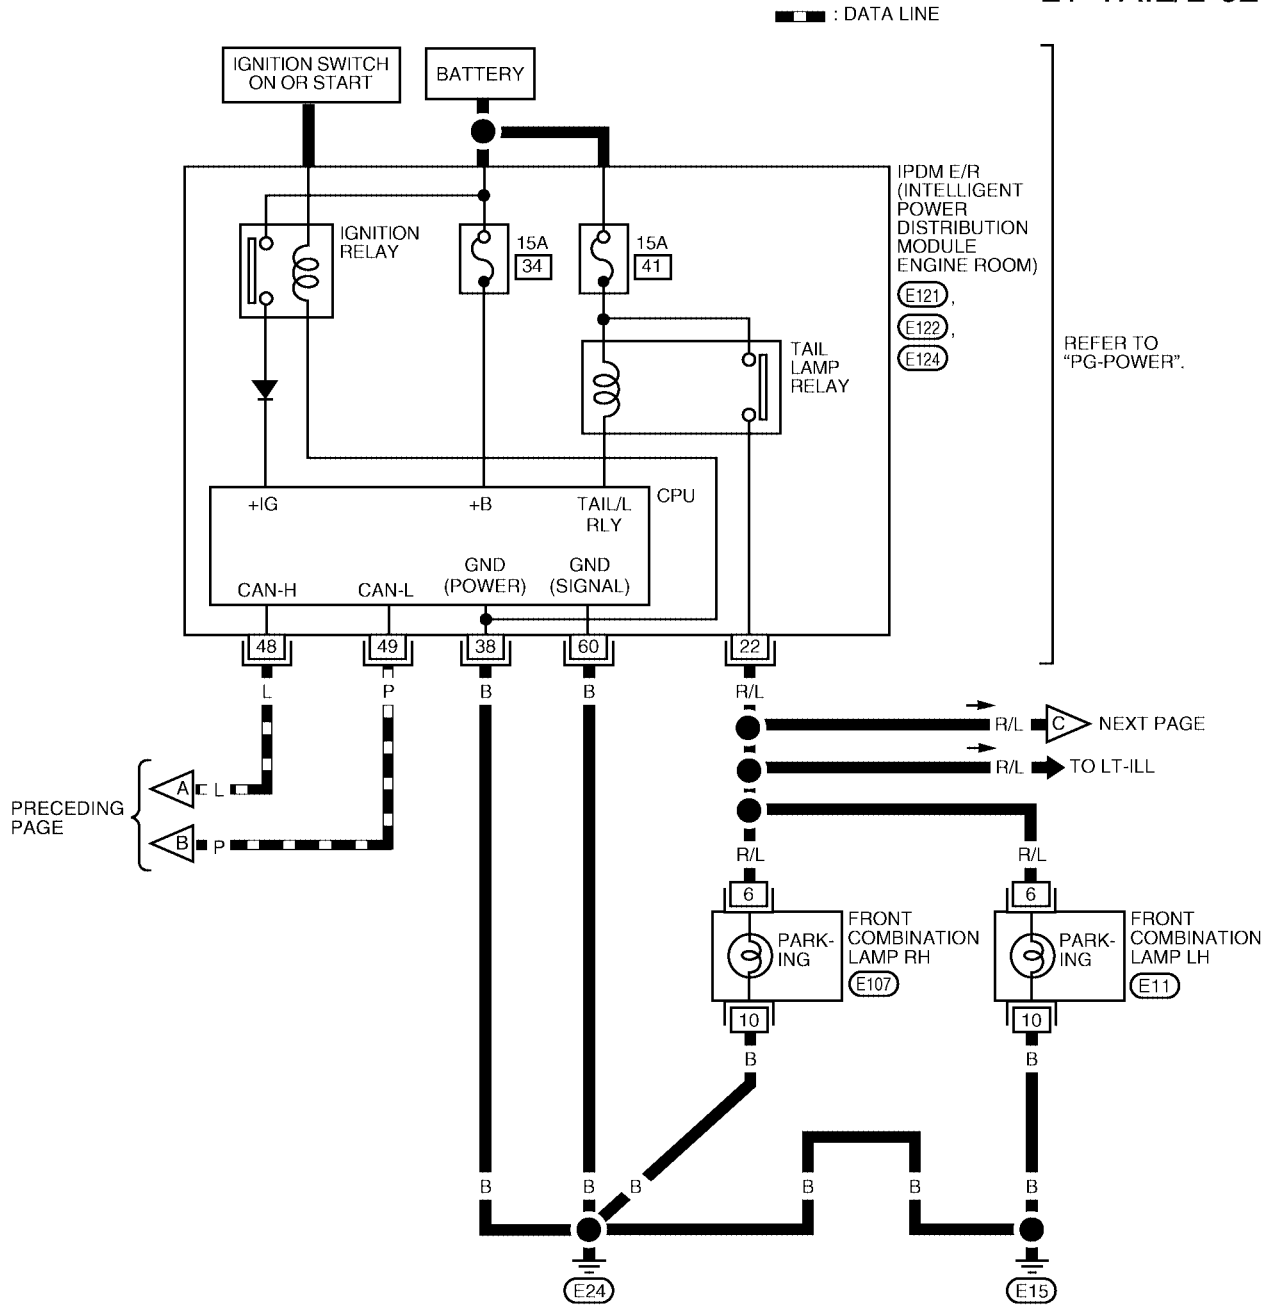 : DATA LINE
IGNITION SWITCH
ON OR START
BATTERY
IPDM E/R
(INTELLIGENT
POWER
DISTRIBUTION
MODULE
ENGINE ROOM)
E121 ,
E122 ,
E124
REFER TO
“PG-POWER”.
IGNITION
RELAY
15A
34
15A
41
TAIL
LAMP
RELAY
CPU
+IG
+B
TAIL/L
RLY
CAN-H
CAN-L
GND
(POWER)
GND
(SIGNAL)
48
49
38
60
22
L
P
B
B
R/L
R/L
C
NEXT PAGE
R/L
TO LT-ILL
PRECEDING
PAGE
A
L
B
P
R/L
R/L
6
6
PARK-
ING
FRONT
COMBINATION
LAMP RH
E107
PARK-
ING
FRONT
COMBINATION
LAMP LH
E11
10
10
B
B
B
B
B
B
B
B
E24
E15